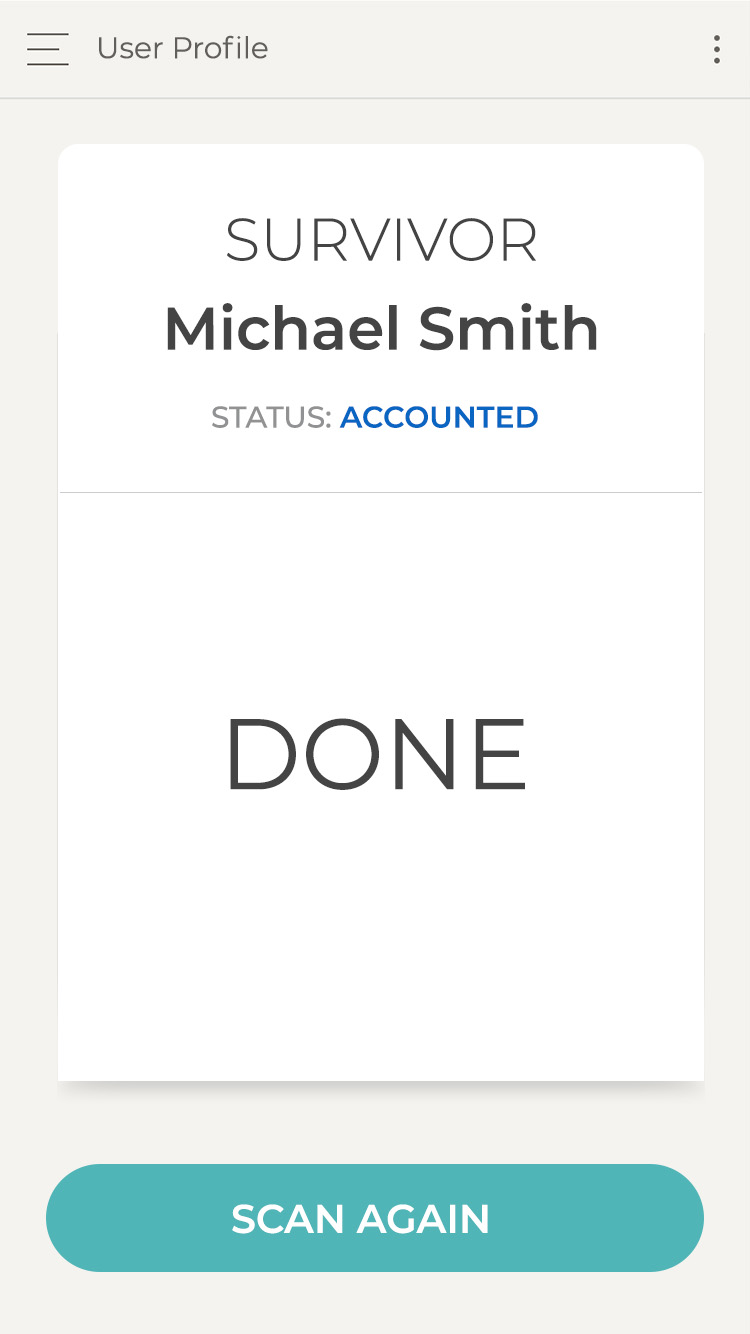 User Profile
SURVIVOR
Michael Smith
STATUS: ACCOUNTED
DONE
SCAN AGAIN